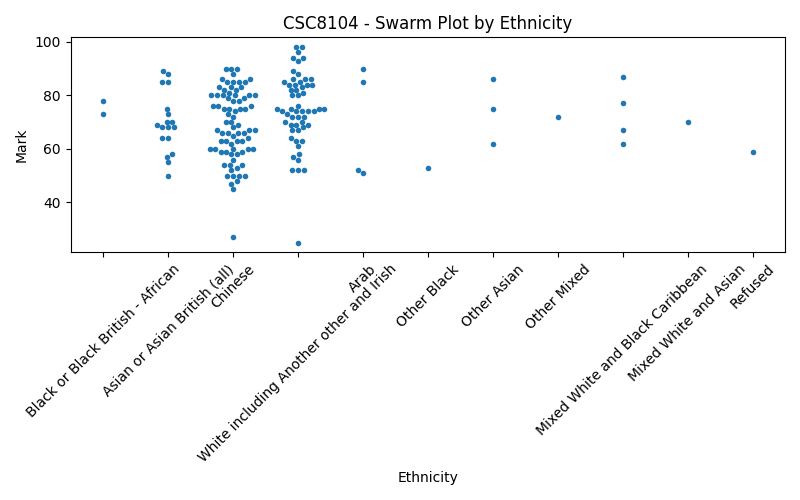 CSC8104 - Swarm Plot by Ethnicity
Mark
100
80
60
40
Black or Black British - African
Asian or Asian British (all)
Chinese
White including Another other and Irish
Arab
Other Black
Other Asian
Other Mixed
Mixed White and Black Caribbean
Mixed White and Asian
Refused
Ethnicity